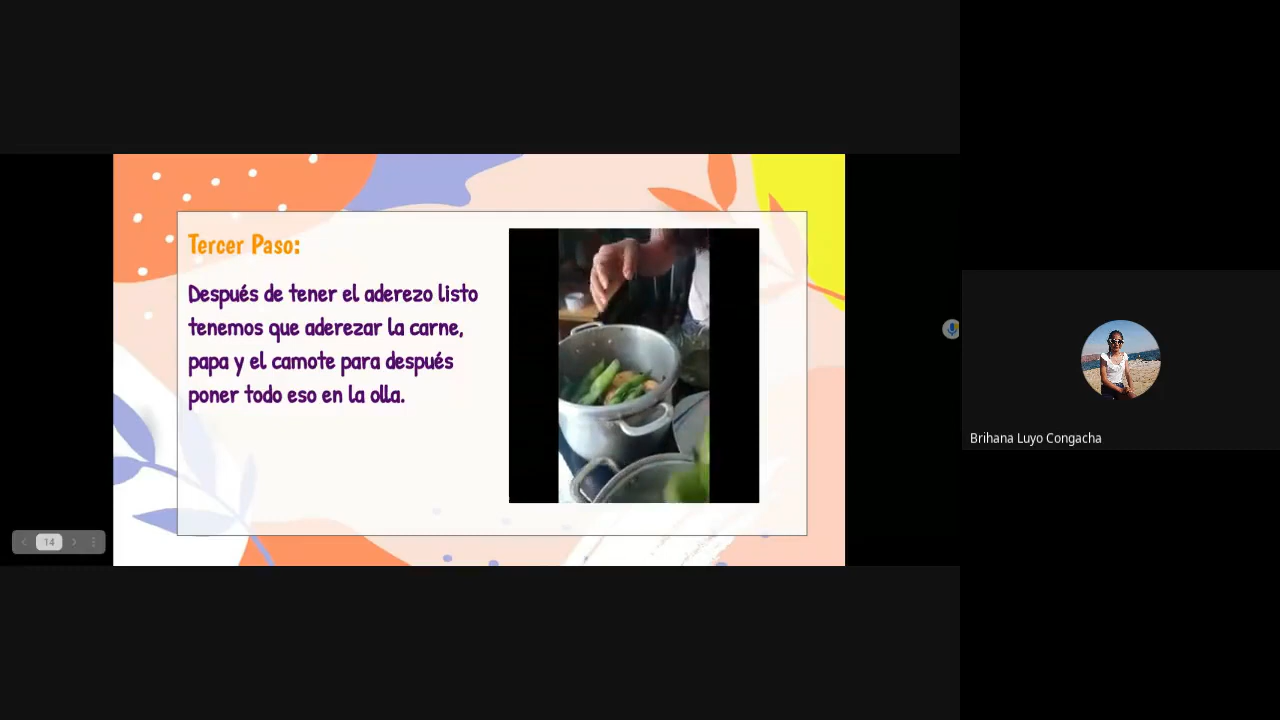 Tercer Paso:
Después de tener el aderezo listo
tenemos que aderezar la carne,
papa y el camote para después
poner todo eso en la olla.
14
Brihana Luyo Congacha